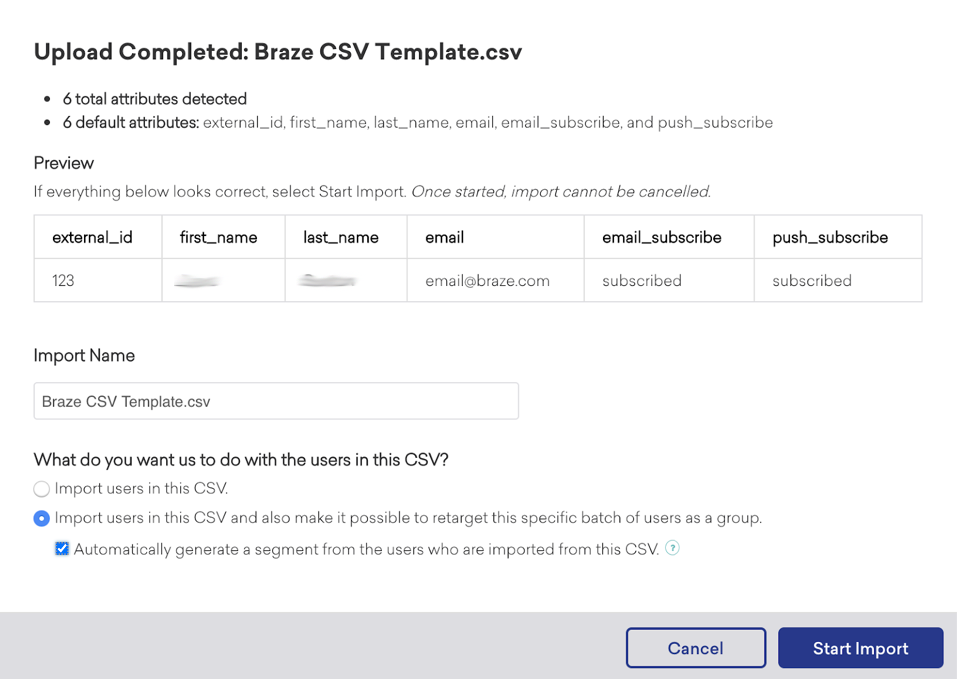 Upload Completed: Braze CSV Template.csv
6 total attributes detected
6 default attributes: external_id, first_name, last_name, email, email_subscribe, and push_subscribe
Preview
If everything below looks correct, select Start Import. Once started, import cannot be cancelled.
external_id first_name last_name email email_subscribe push_subscribe
123 email@braze.com subscribed subscribed
Import Name
Braze CSV Template.csv
What do you want us to do with the users in this CSV?
Import users in this CSV.
Import users in this CSV and also make it possible to retarget this specific batch of users as a group.
Automatically generate a segment from the users who are imported from this CSV. ?
Cancel Start Import